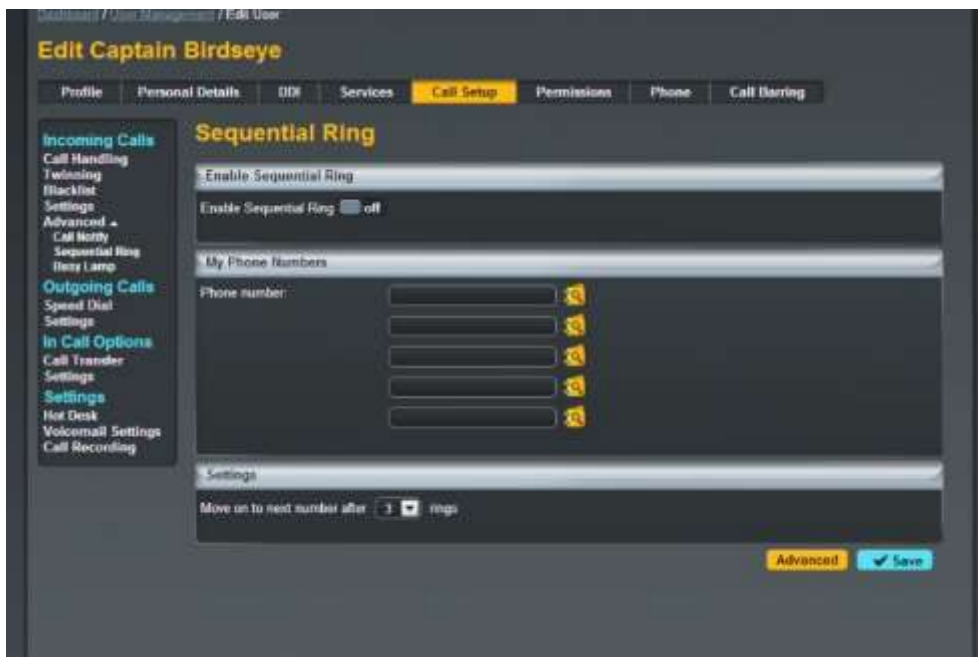 Dashboard / User Management / Edit User
Edit Captain Birdseye
Profile Personal Details DDI Services Call Setup Permissions Phone Call Barring
Incoming Calls
Call Handling
Twinning
Blacklist
Settings
Advanced
Call Notify
Sequential Ring
Busy Lamp
Outgoing Calls
Speed Dial
Settings
In Call Options
Call Transfer
Settings
Settings
Hot Desk
Voicemail Settings
Call Recording
Sequential Ring
Enable Sequential Ring
Enable Sequential Ring off
My Phone Numbers
Phone number:
Settings
Move on to next number after 3 rings
Advanced Save